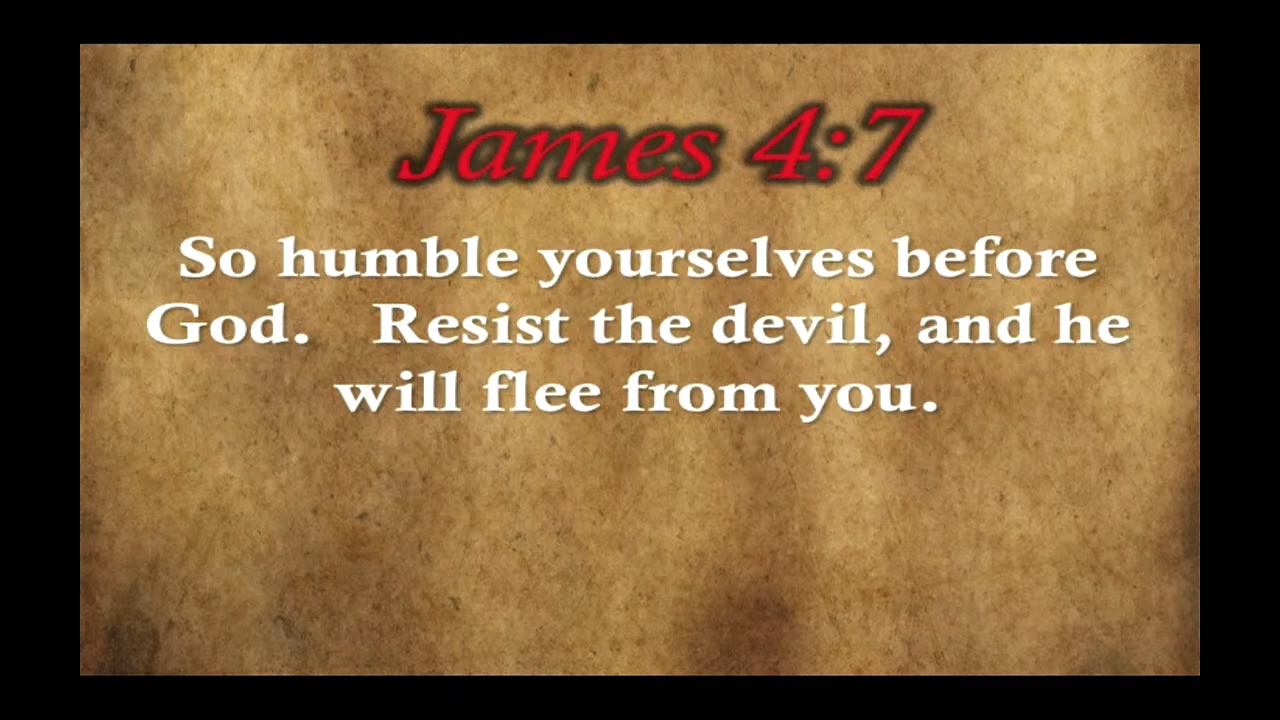 James 4:7
So humble yourselves before
God. Resist the devil, and he
will flee from you.